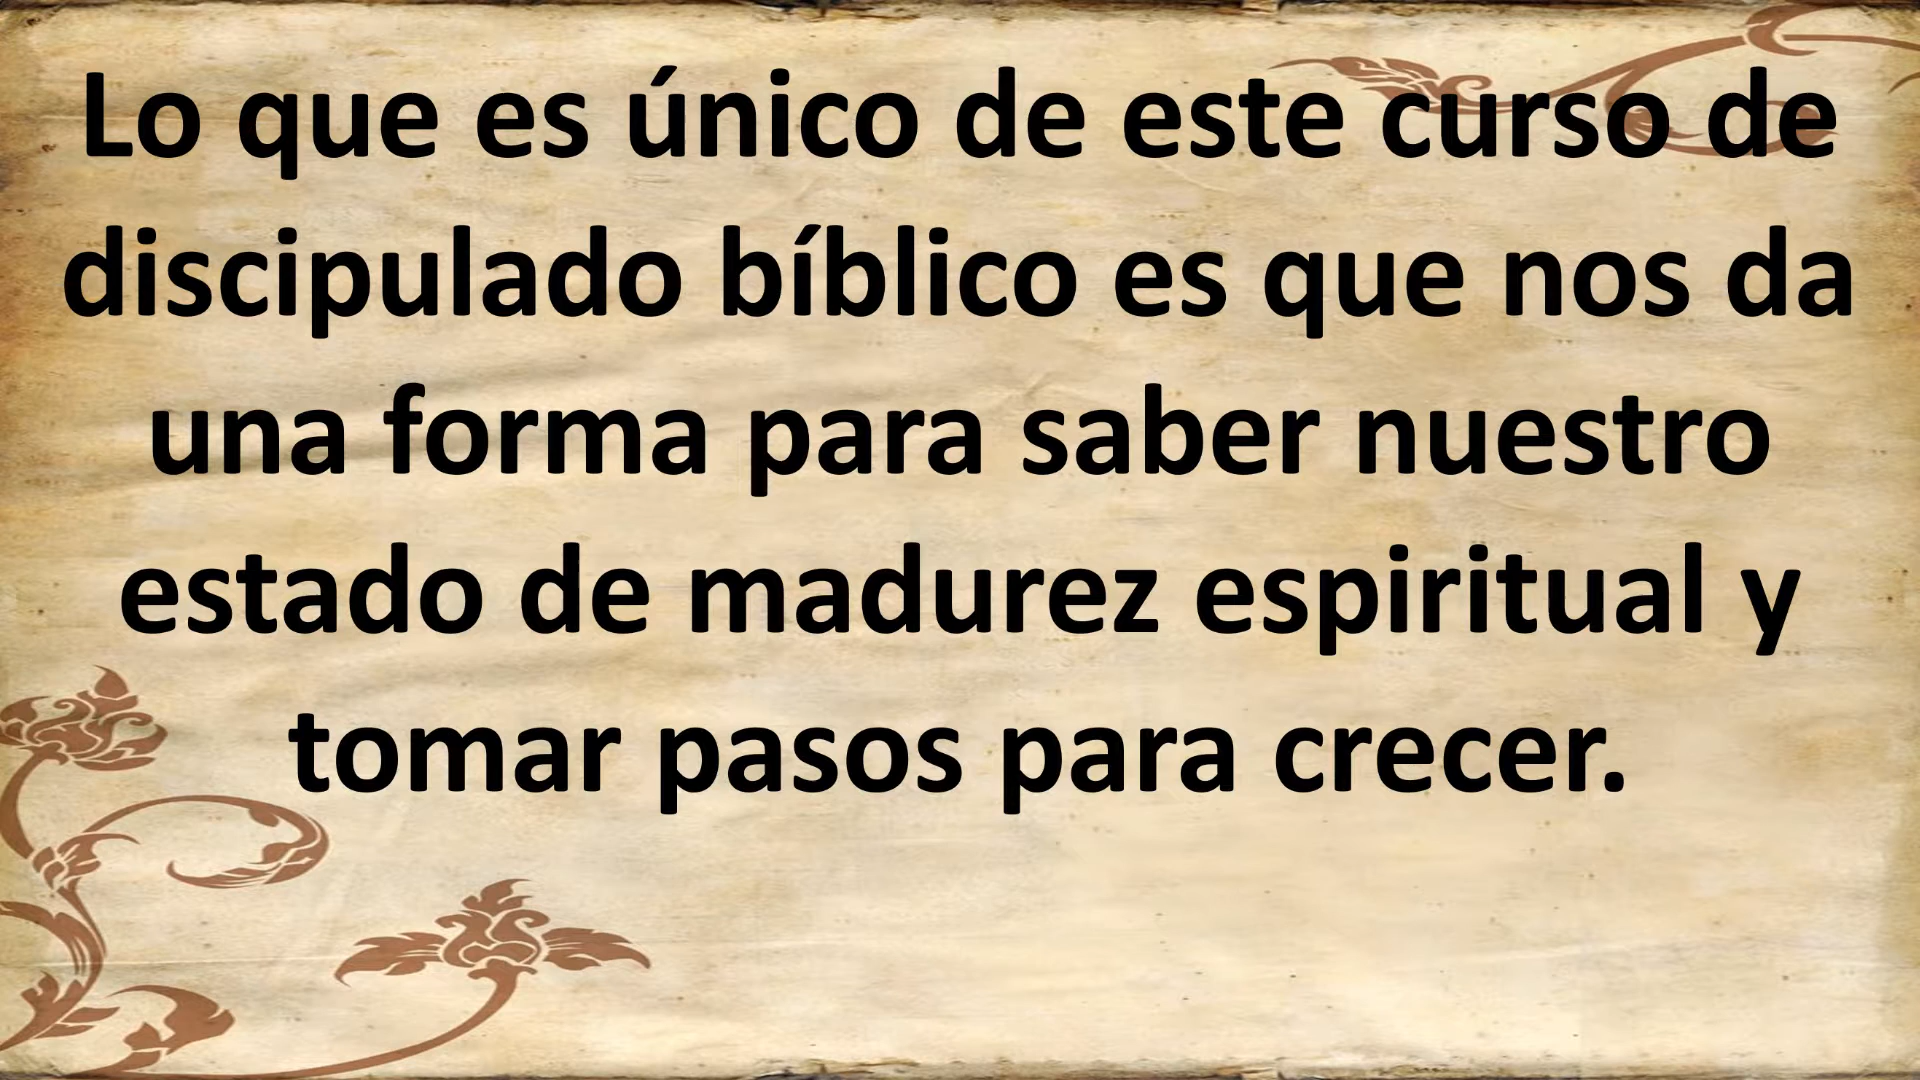 Lo que es único de este curso de
discipulado bíblico es que nos da
una forma para saber nuestro
estado de madurez espiritual y
tomar pasos para crecer.